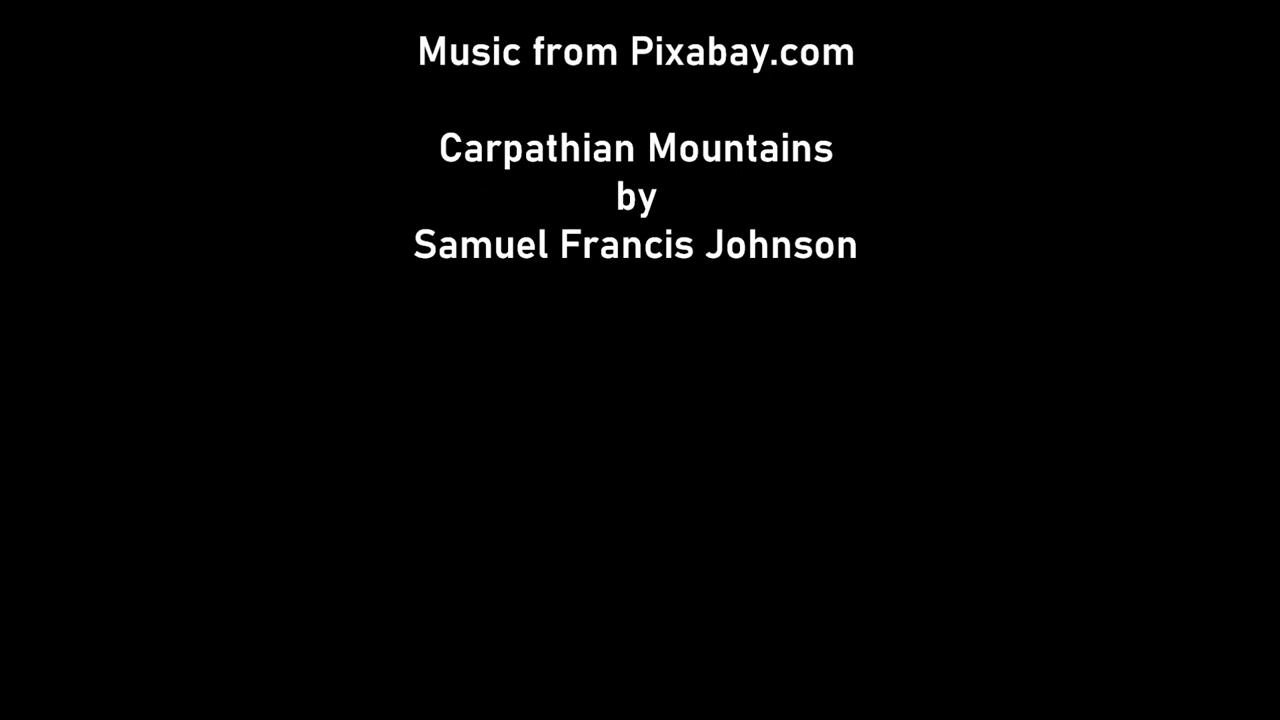 Music from Pixabay.com
Carpathian Mountains
by
Samuel Francis Johnson